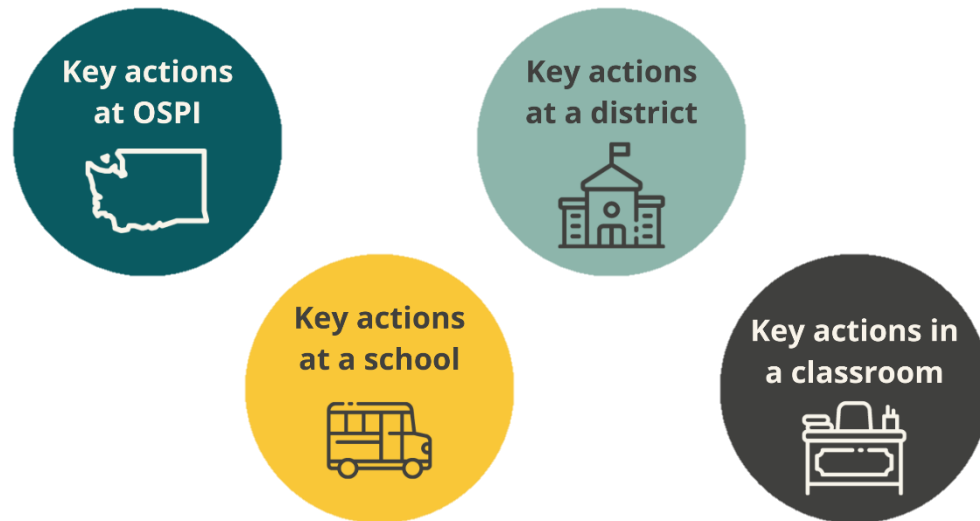 Key actions
at OSPI
Key actions
at a district
Key actions
at a school
Key actions in
a classroom